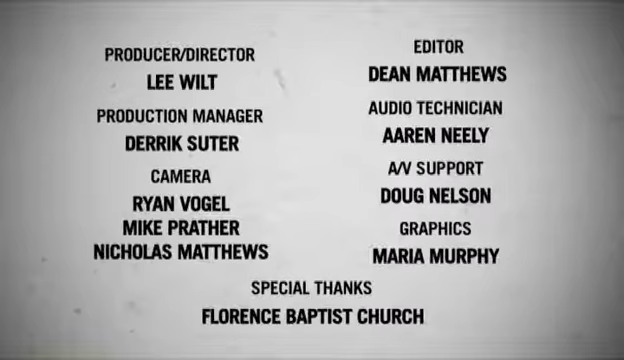 PRODUCER/DIRECTOR
LEE WILT
PRODUCTION MANAGER
DERRIK SUTER
CAMERA
RYAN VOGEL
MIKE PRATHER
NICHOLAS MATTHEWS
EDITOR
DEAN MATTHEWS
AUDIO TECHNICIAN
AAREN NEELY
A/V SUPPORT
DOUG NELSON
GRAPHICS
MARIA MURPHY
SPECIAL THANKS
FLORENCE BAPTIST CHURCH